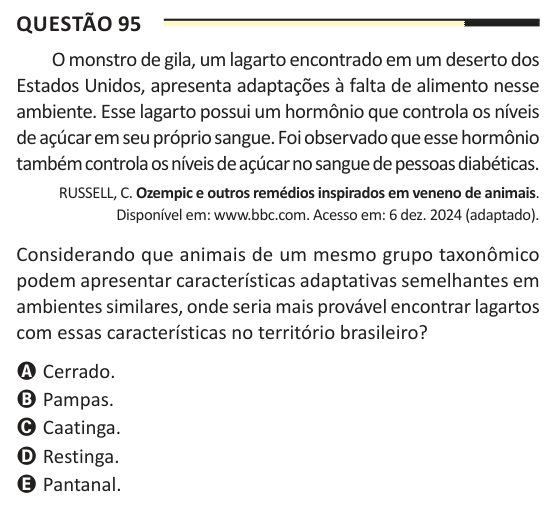 QUESTÃO 95
O monstro de gila, um lagarto encontrado em um deserto dos
Estados Unidos, apresenta adaptações à falta de alimento nesse
ambiente. Esse lagarto possui um hormônio que controla os níveis
de açúcar em seu próprio sangue. Foi observado que esse hormônio
também controla os níveis de açúcar no sangue de pessoas diabéticas.
RUSSELL, C. Ozempic e outros remédios inspirados em veneno de animais.
Disponível em: www.bbc.com. Acesso em: 6 dez. 2024 (adaptado).
Considerando que animais de um mesmo grupo taxonômico
podem apresentar características adaptativas semelhantes em
ambientes similares, onde seria mais provável encontrar lagartos
com essas características no território brasileiro?
A Cerrado.
B Pampas.
C Caatinga.
D Restinga.
E Pantanal.